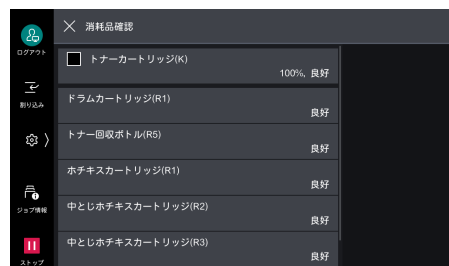 消耗品確認
ログアウト
トナーカートリッジ(K)
100%, 良好
割り込み
ドラムカートリッジ(R1)
良好
トナー回収ボトル(R5)
良好
ホチキスカートリッジ(R1)
良好
ジョブ情報
中とじホチキスカートリッジ(R2)
良好
中とじホチキスカートリッジ(R3)
良好
ストップ